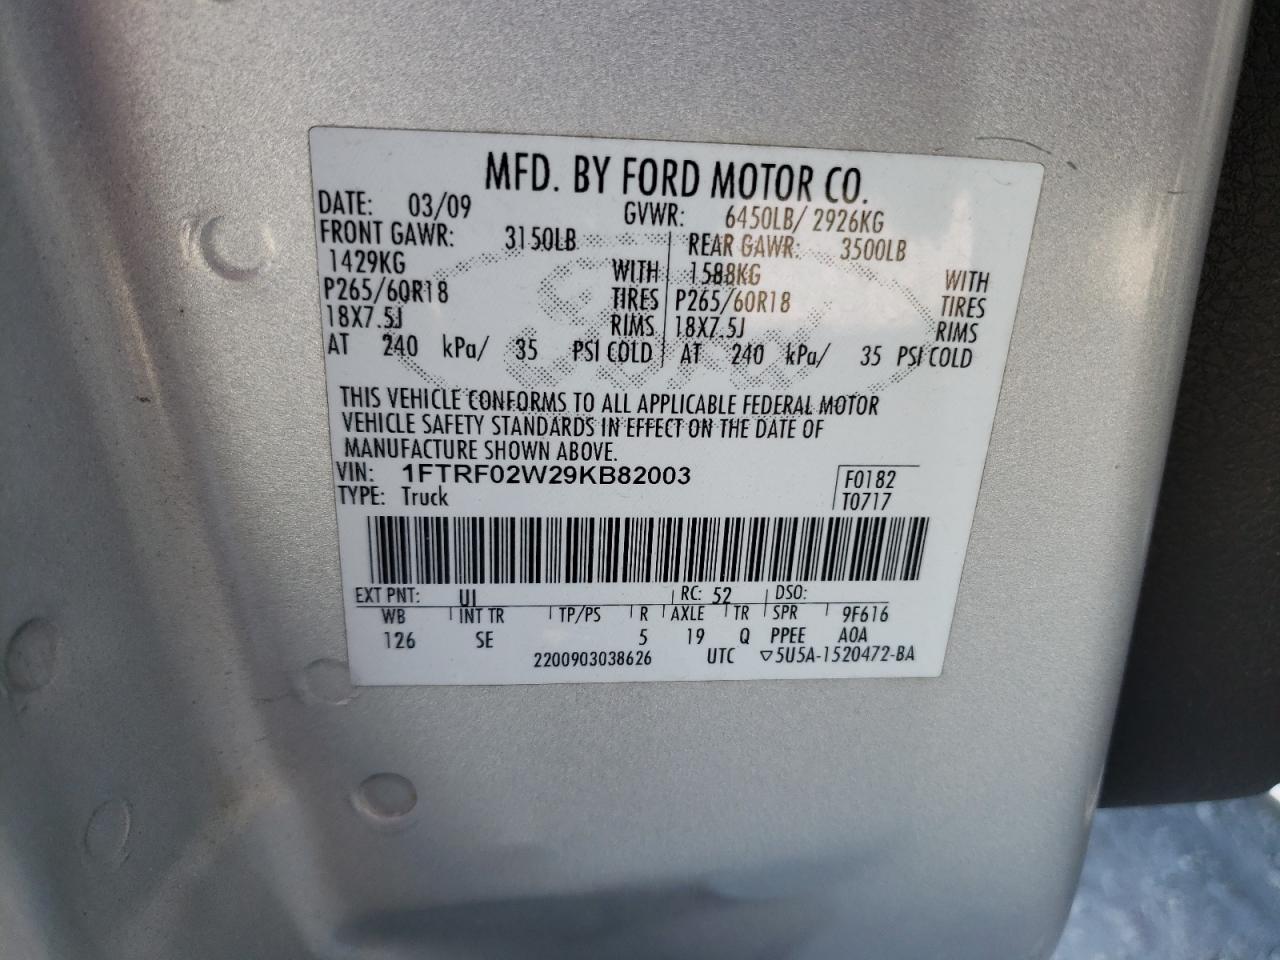 MFD. BY FORD MOTOR CO.
DATE: 03/09 GVWR: 6450LB/ 2926KG
FRONT GAWR: 3150LB REAR GAWR: 3500LB
1429KG WITH 1588KG WITH
P265/60R18 TIRES P265/60R18 TIRES
18X7.5J RIMS 18X7.5J RIMS
AT 240 kPa/ 35 PSI COLD AT 240 kPa/ 35 PSI COLD
THIS VEHICLE CONFORMS TO ALL APPLICABLE FEDERAL MOTOR
VEHICLE SAFETY STANDARDS IN EFFECT ON THE DATE OF
MANUFACTURE SHOWN ABOVE.
VIN: 1FTRF02W29KB82003 F0182
TYPE: Truck T0717
EXT PNT: UI RC: 52 DSO:
WB INT TR TP/PS R AXLE TR SPR 9F616
126 SE 5 19 Q PPEE A0A
2200903038626 UTC ▽5U5A-1520472-BA